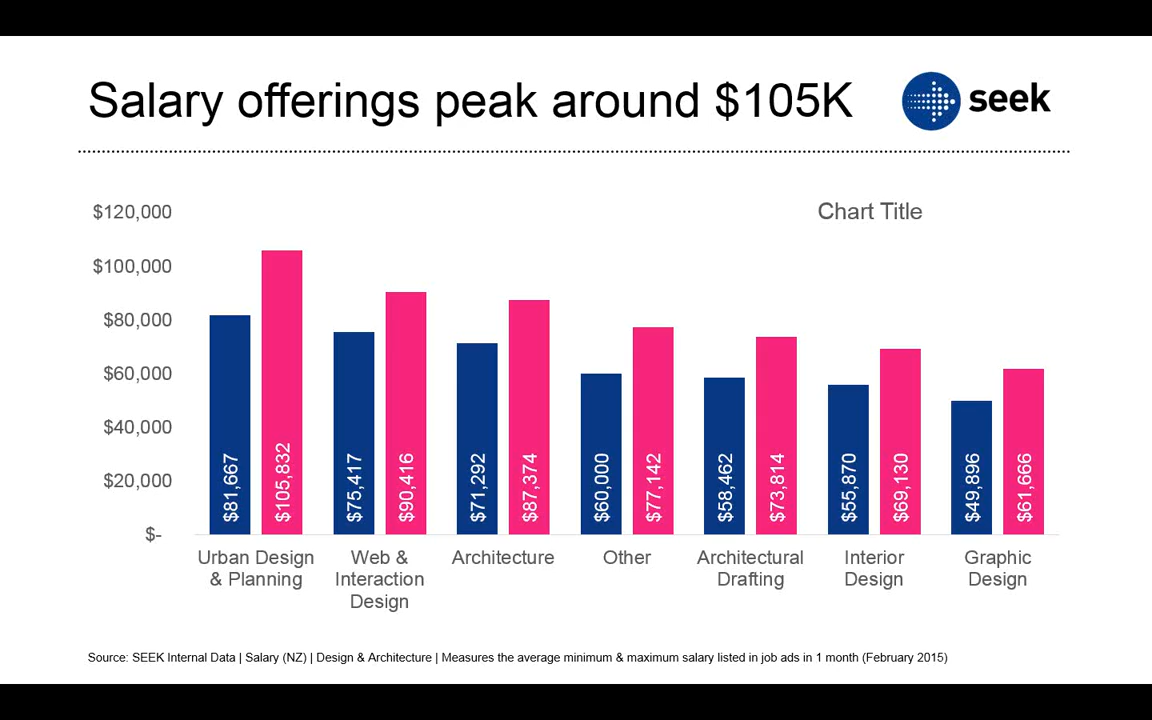 Salary offerings peak around $105K
seek
Chart Title
$120,000
$100,000
$80,000
$60,000
$40,000
$20,000
$-
$81,667
$105,832
$75,417
$90,416
$71,292
$87,374
$60,000
$77,142
$58,462
$73,814
$55,870
$69,130
$49,896
$61,666
Urban Design
& Planning
Web &
Interaction
Design
Architecture
Other
Architectural
Drafting
Interior
Design
Graphic
Design
Source: SEEK Internal Data | Salary (NZ) | Design & Architecture | Measures the average minimum & maximum salary listed in job ads in 1 month (February 2015)